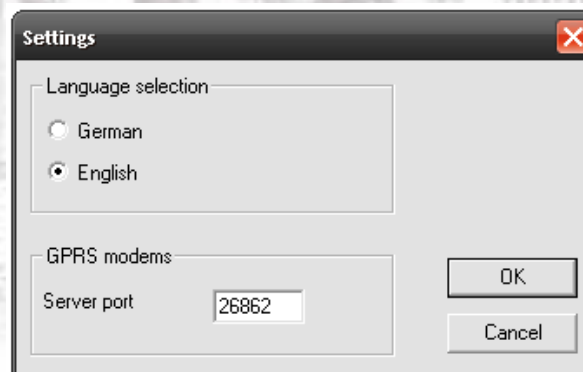 Settings
Language selection
German
English
GPRS modems
Server port
26862
OK
Cancel